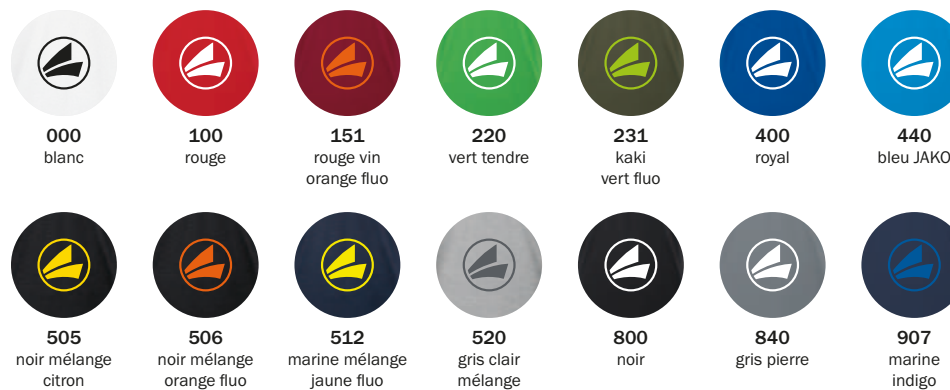 000
blanc
100
rouge
151
rouge vin
orange fluo
220
vert tendre
231
kaki
vert fluo
400
royal
440
bleu JAKO
505
noir mélange
citron
506
noir mélange
orange fluo
512
marine mélange
jaune fluo
520
gris clair
mélange
800
noir
840
gris pierre
907
marine
indigo